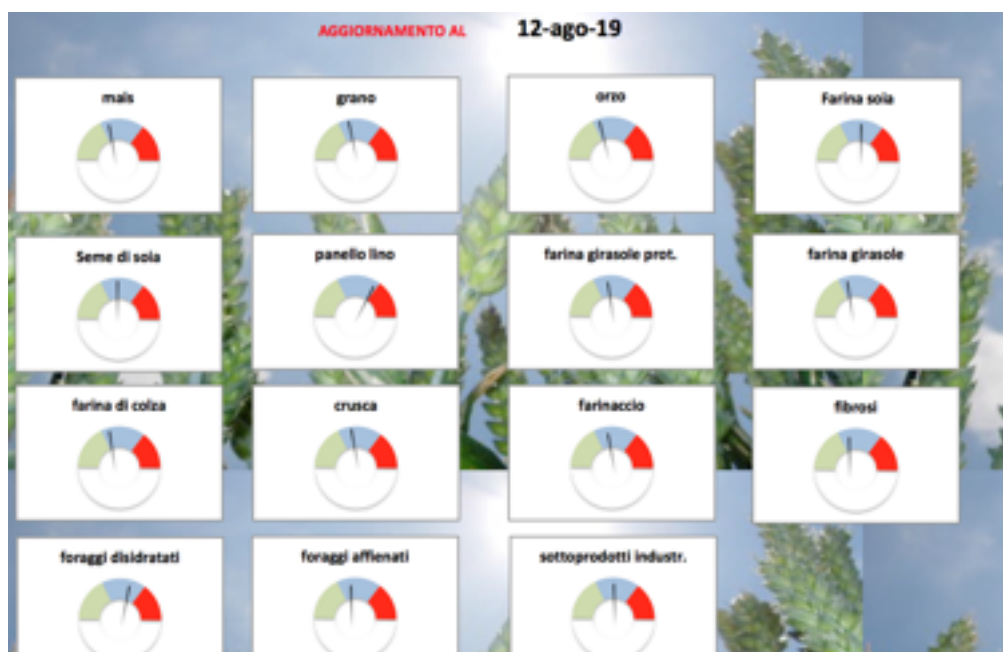 AGGIORNAMENTO AL 12-ago-19
mais grano orzo Farina soia
Seme di soia panello lino farina girasole prot. farina girasole
farina di colza crusca farinaccio fibrosi
foraggi disidratati foraggi affienati sottoprodotti industr.